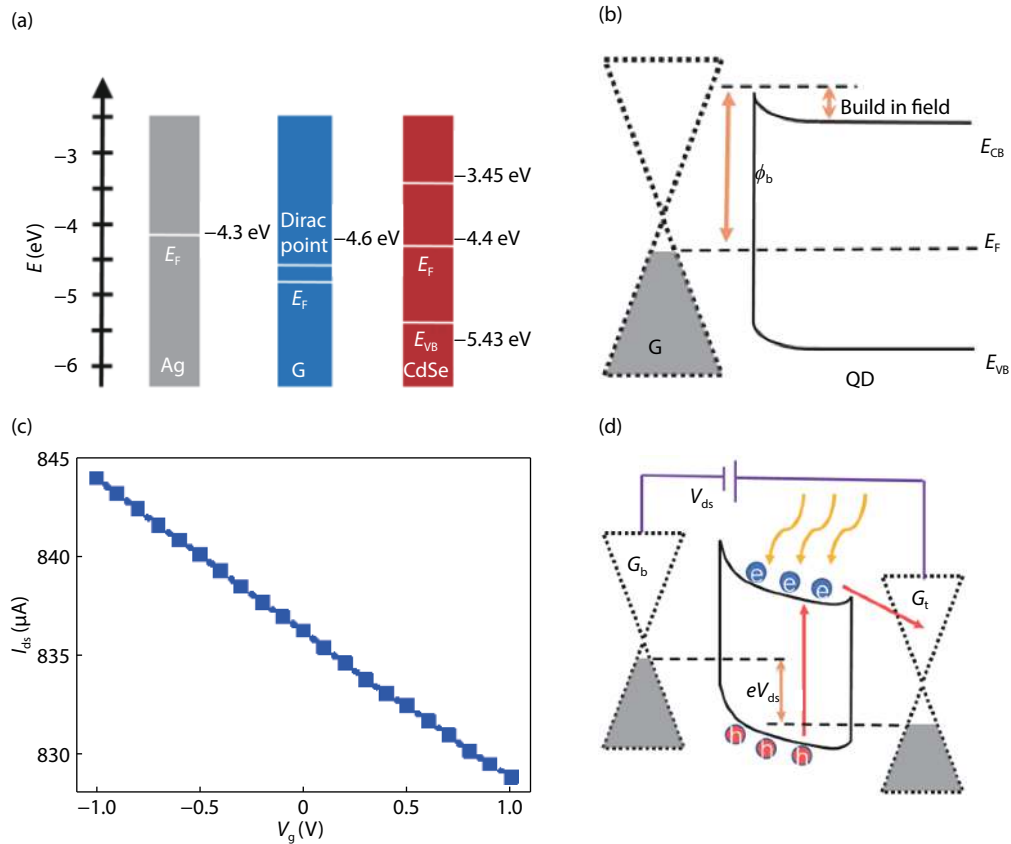 (a)
E (eV)
−3
−4
−5
−6
−4.3 eV
E_F
Ag
Dirac
point
−4.6 eV
E_F
G
−3.45 eV
−4.4 eV
E_F
E_VB
−5.43 eV
CdSe
(b)
Build in field
E_CB
ϕ_b
E_F
G
E_VB
QD
(c)
845
840
835
830
I_ds (μA)
−1.0
−0.5
0
0.5
1.0
V_g (V)
(d)
V_ds
G_b
e e e
G_t
eV_ds
h h h